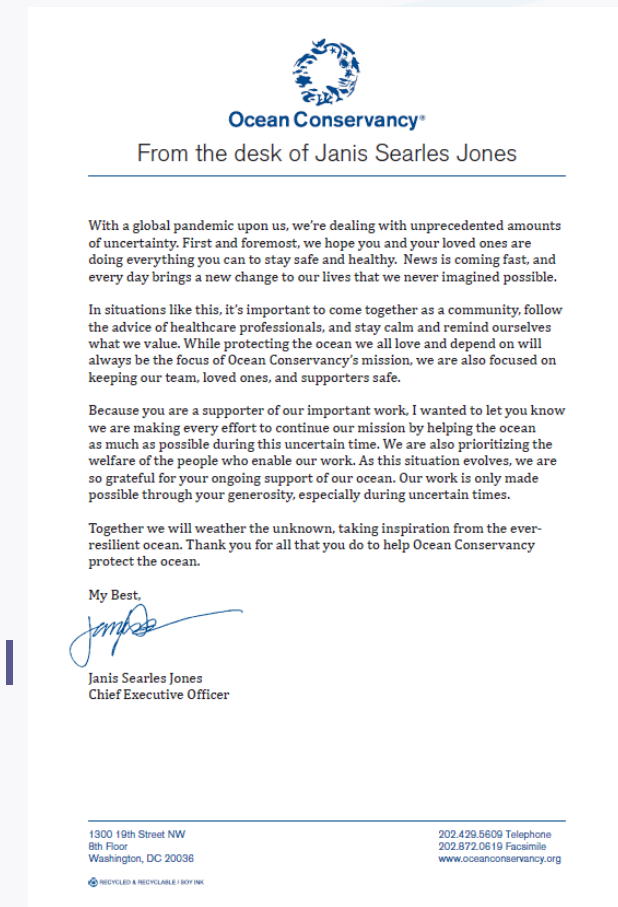 Ocean Conservancy®
From the desk of Janis Searles Jones
With a global pandemic upon us, we're dealing with unprecedented amounts
of uncertainty. First and foremost, we hope you and your loved ones are
doing everything you can to stay safe and healthy.  News is coming fast, and
every day brings a new change to our lives that we never imagined possible.
In situations like this, it's important to come together as a community, follow
the advice of healthcare professionals, and stay calm and remind ourselves
what we value. While protecting the ocean we all love and depend on will
always be the focus of Ocean Conservancy's mission, we are also focused on
keeping our team, loved ones, and supporters safe.
Because you are a supporter of our important work, I wanted to let you know
we are making every effort to continue our mission by helping the ocean
as much as possible during this uncertain time. We are also prioritizing the
welfare of the people who enable our work. As this situation evolves, we are
so grateful for your ongoing support of our ocean. Our work is only made
possible through your generosity, especially during uncertain times.
Together we will weather the unknown, taking inspiration from the ever-
resilient ocean. Thank you for all that you do to help Ocean Conservancy
protect the ocean.
My Best,
Janis Searles Jones
Chief Executive Officer
1300 19th Street NW
8th Floor
Washington, DC 20036
202.429.5609 Telephone
202.872.0619 Facsimile
www.oceanconservancy.org
RECYCLED & RECYCLABLE / SOY INK